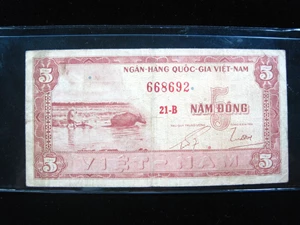 5
NGÂN-HÀNG QUỐC-GIA VIỆT-NAM
668692
21-B
NĂM ĐỒNG
5
5
VIỆT-NAM
5